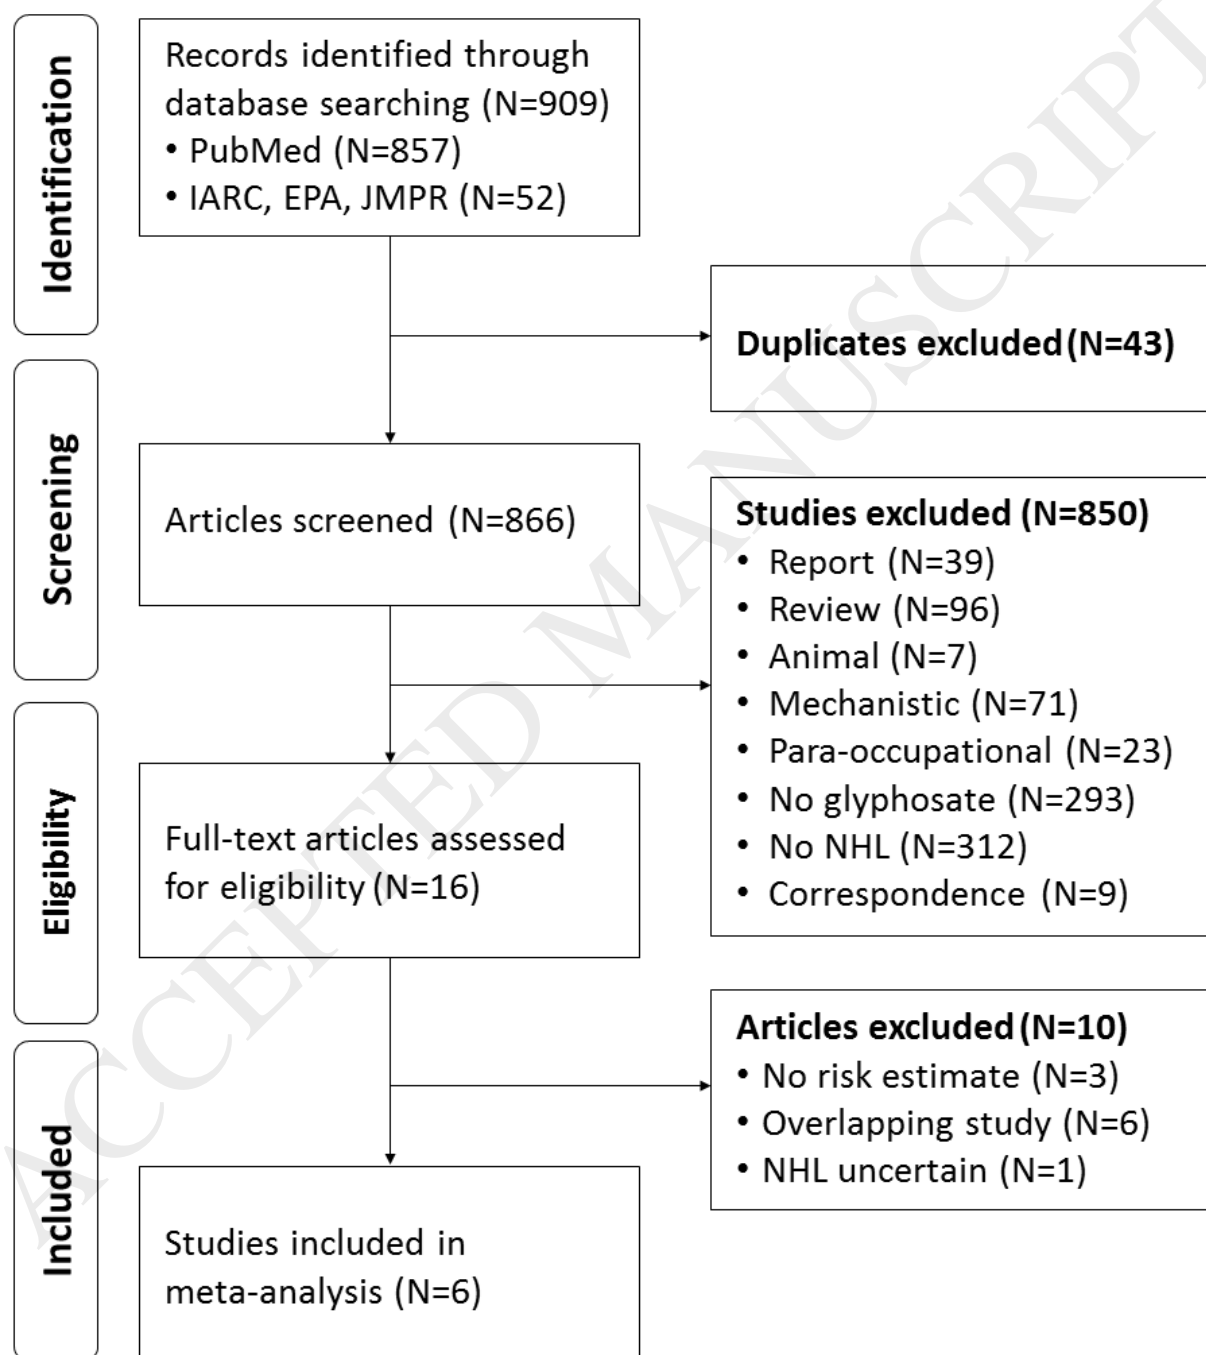 Identification
Records identified through
database searching (N=909)
• PubMed (N=857)
• IARC, EPA, JMPR (N=52)
Duplicates excluded (N=43)
Screening
Articles screened (N=866)
Studies excluded (N=850)
• Report (N=39)
• Review (N=96)
• Animal (N=7)
• Mechanistic (N=71)
• Para-occupational (N=23)
• No glyphosate (N=293)
• No NHL (N=312)
• Correspondence (N=9)
Eligibility
Full-text articles assessed
for eligibility (N=16)
Articles excluded (N=10)
• No risk estimate (N=3)
• Overlapping study (N=6)
• NHL uncertain (N=1)
Included
Studies included in
meta-analysis (N=6)
ACCEPTED MANUSCRIPT